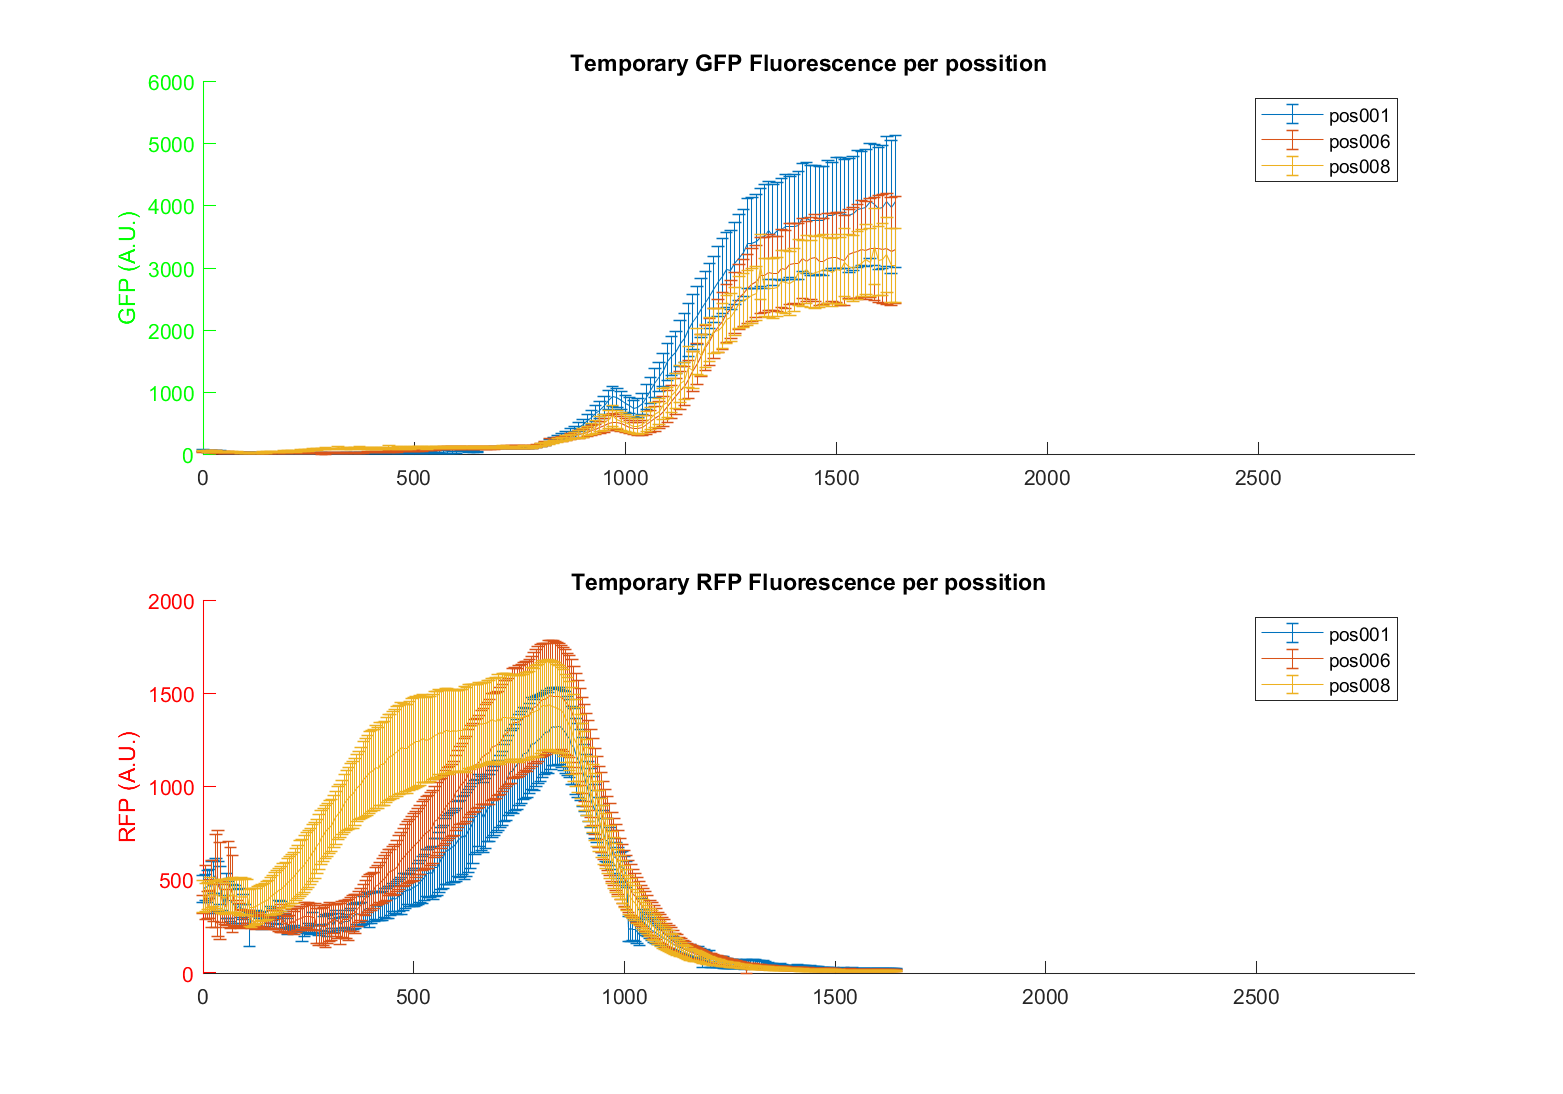 Temporary GFP Fluorescence per possition
6000
5000
4000
3000
2000
1000
0
GFP (A.U.)
0 500 1000 1500 2000 2500
pos001
pos006
pos008
Temporary RFP Fluorescence per possition
2000
1500
1000
500
0
RFP (A.U.)
0 500 1000 1500 2000 2500
pos001
pos006
pos008